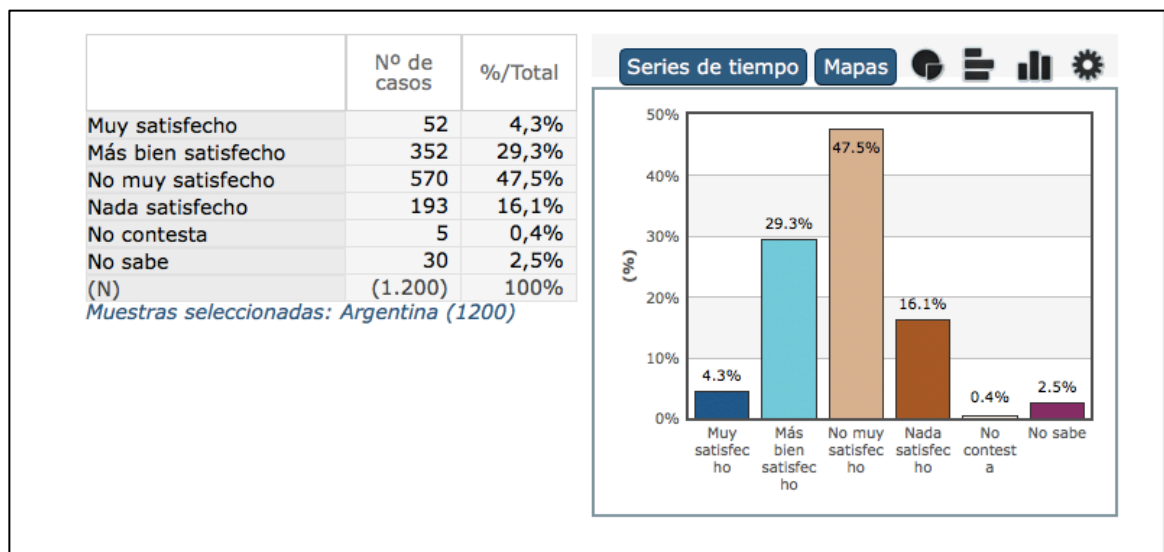 Nº de
casos
%/Total
Muy satisfecho 52 4,3%
Más bien satisfecho 352 29,3%
No muy satisfecho 570 47,5%
Nada satisfecho 193 16,1%
No contesta 5 0,4%
No sabe 30 2,5%
(N) (1.200) 100%
Muestras seleccionadas: Argentina (1200)
Series de tiempo Mapas
50%
40%
30%
20%
10%
0%
(%)
4.3%
29.3%
47.5%
16.1%
0.4%
2.5%
Muy
satisfec
ho
Más
bien
satisfec
ho
No muy
satisfec
ho
Nada
satisfec
ho
No
contest
a
No sabe